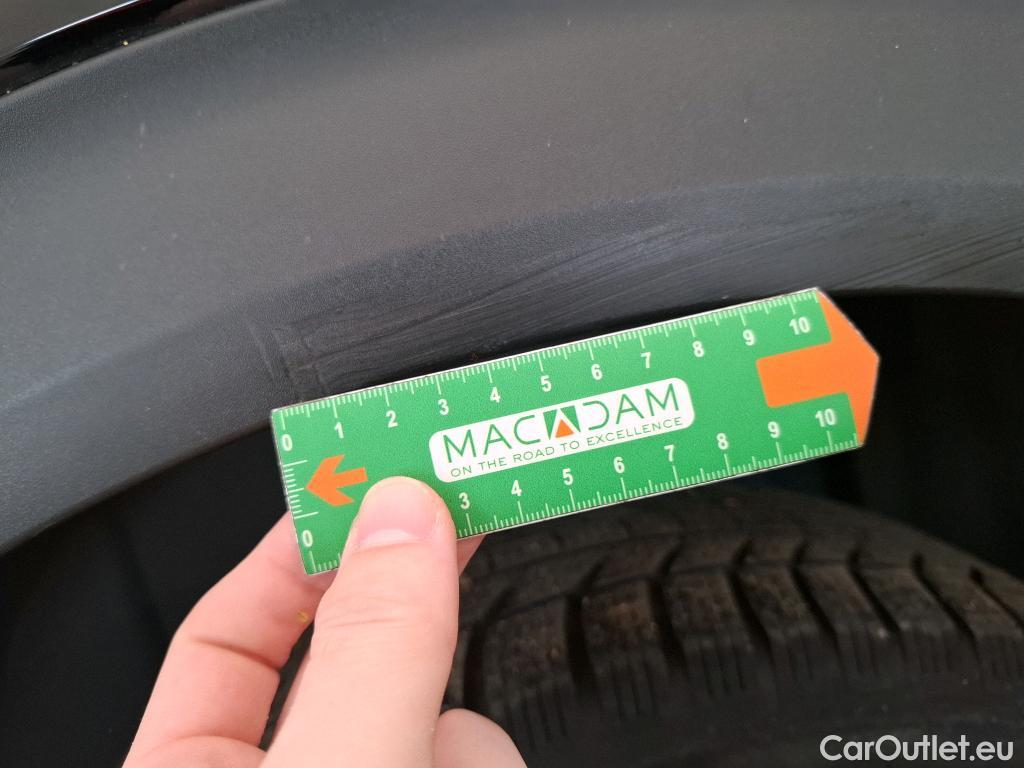 0 1 2 3 4 5 6 7 8 9 10
MACADAM
ON THE ROAD TO EXCELLENCE
0 3 4 5 6 7 8 9 10
CarOutlet.eu